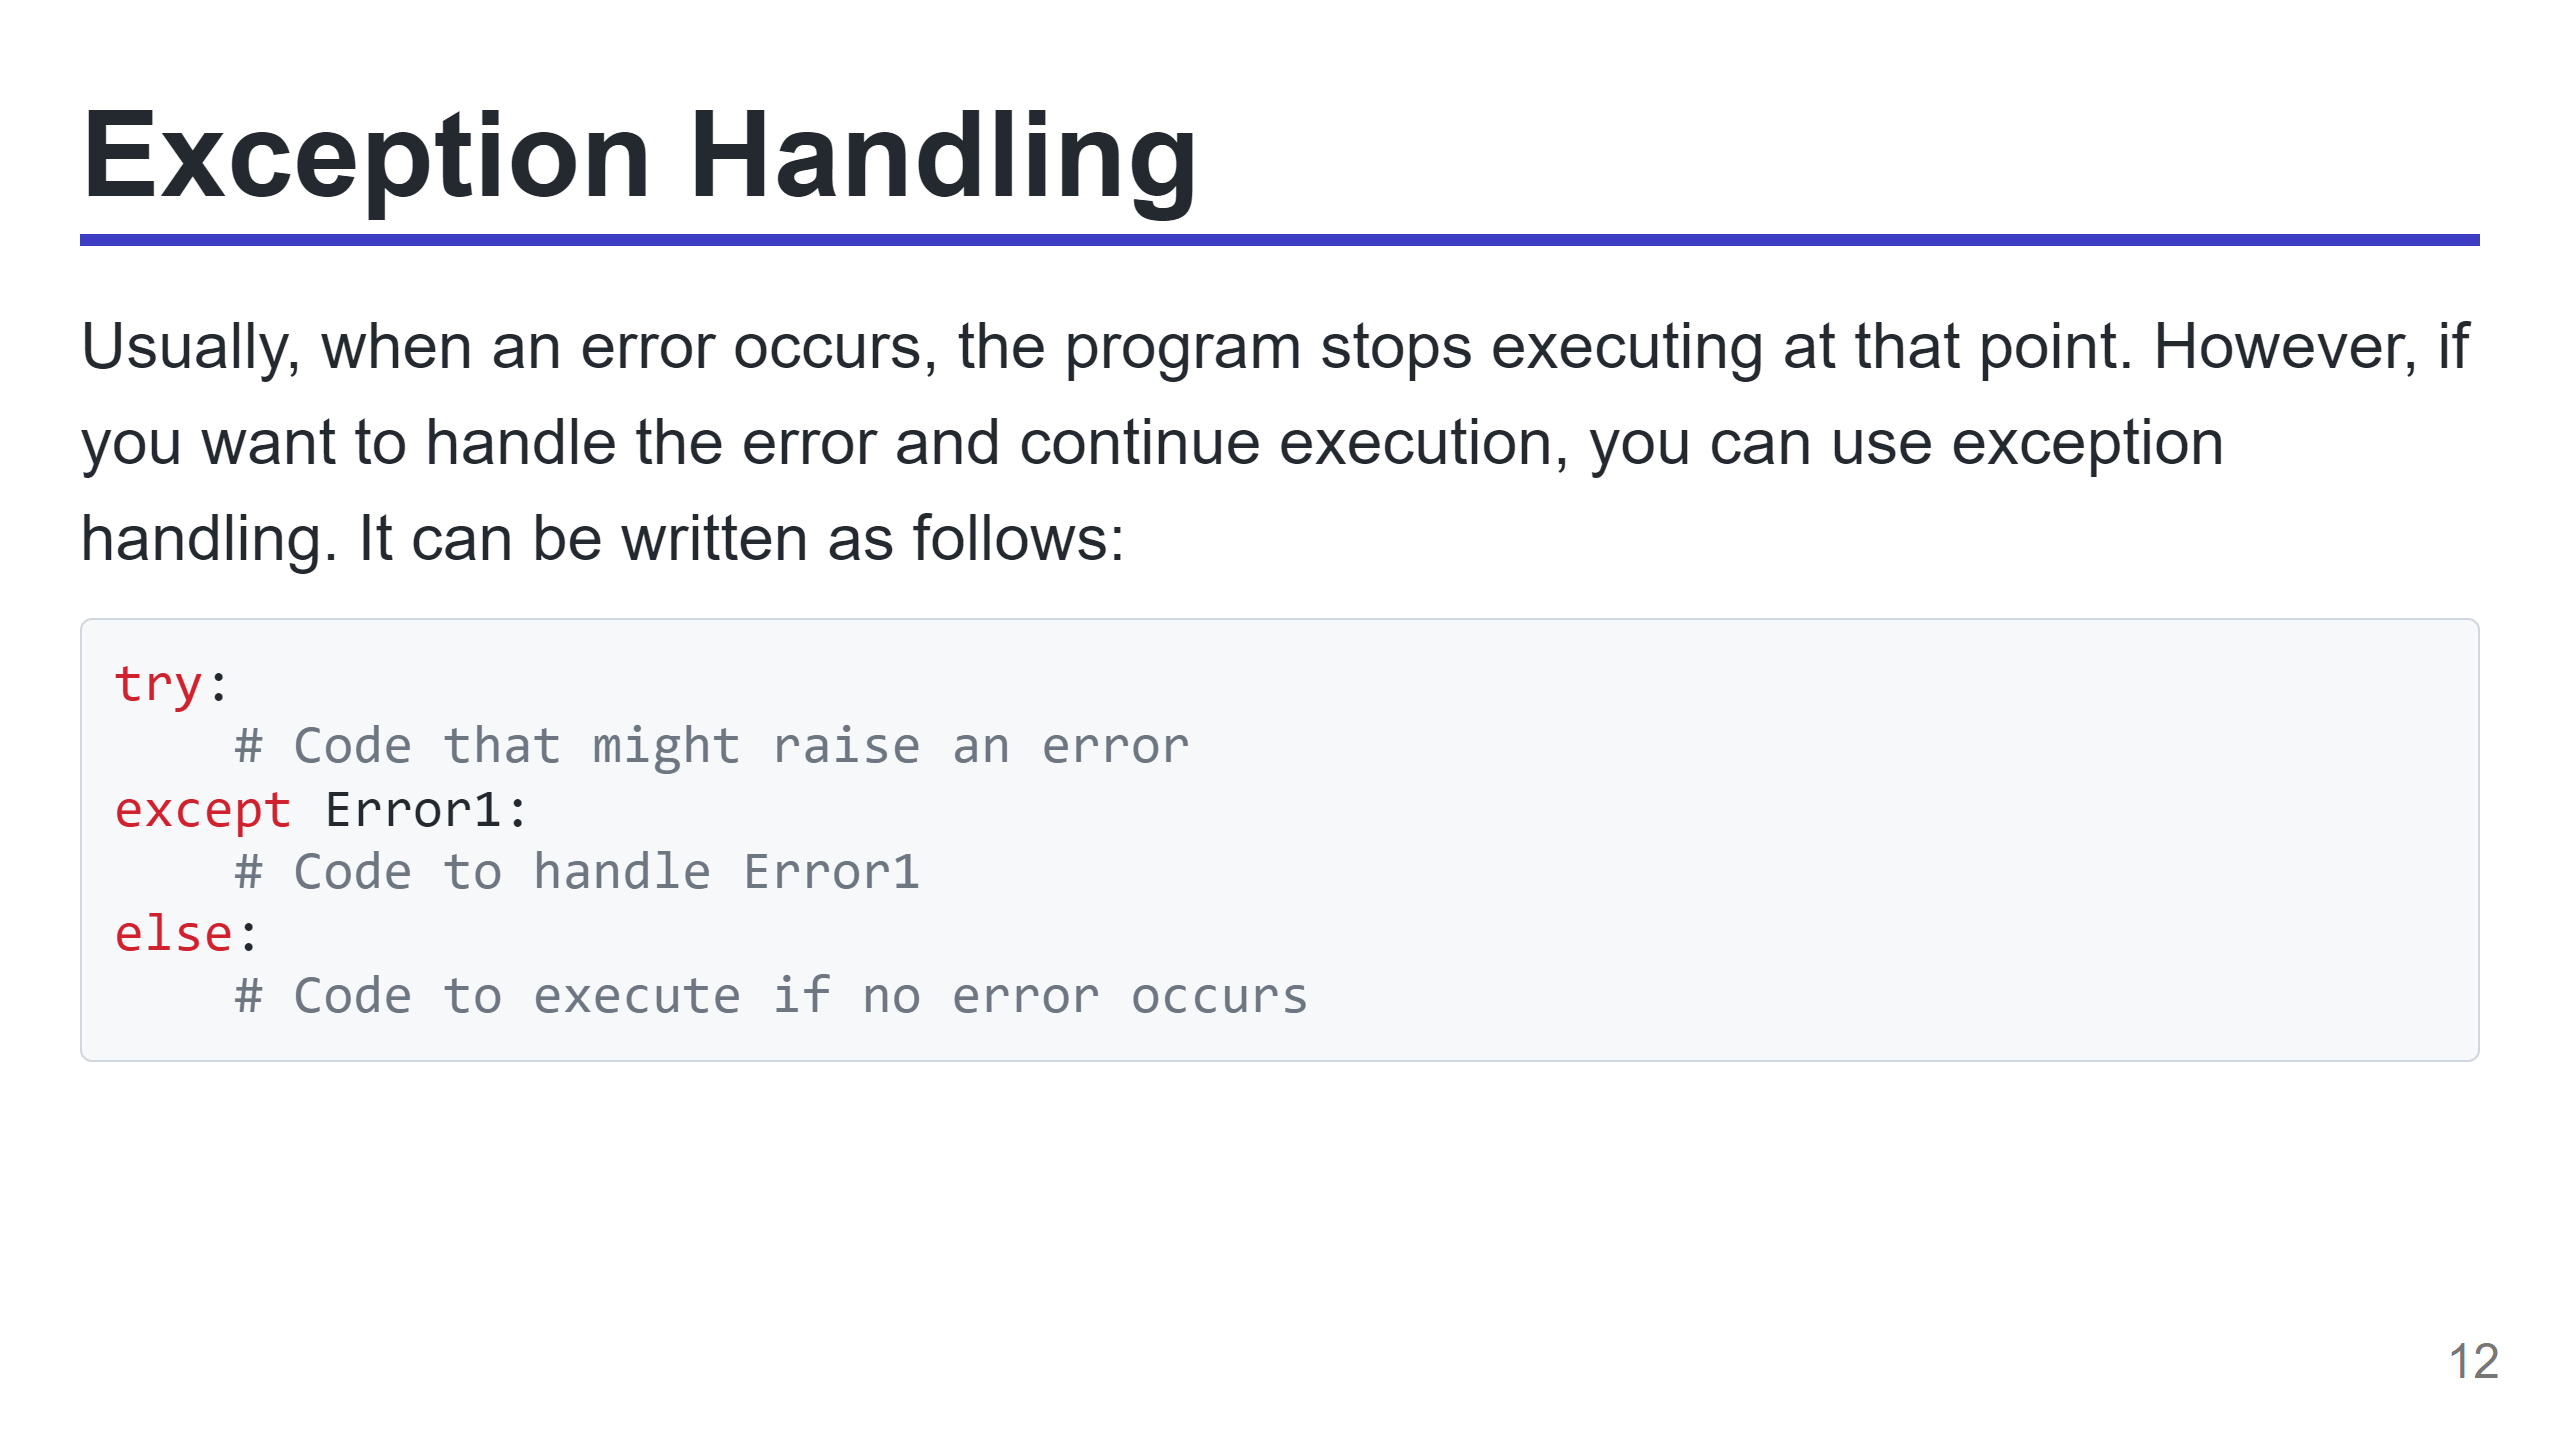 Exception Handling
Usually, when an error occurs, the program stops executing at that point. However, if
you want to handle the error and continue execution, you can use exception
handling. It can be written as follows:
try:
    # Code that might raise an error
except Error1:
    # Code to handle Error1
else:
    # Code to execute if no error occurs
12